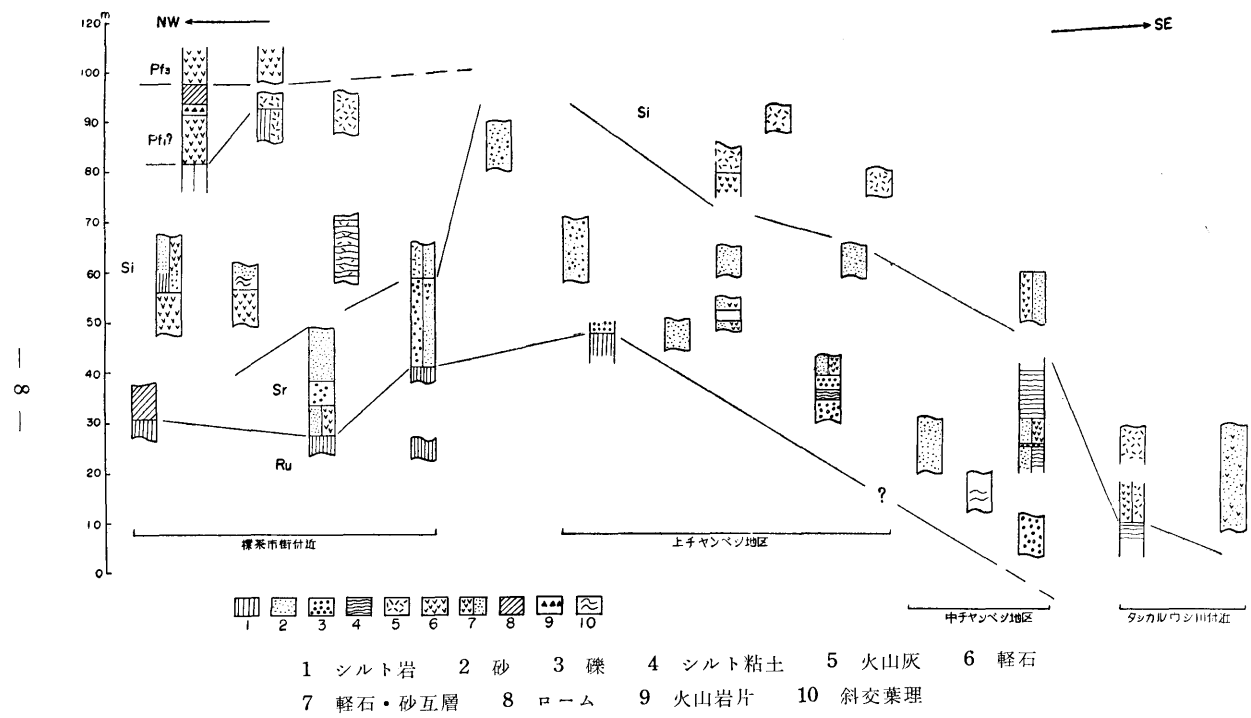 m
120
NW
SE
Pf₃
100
Si
90
Pf₁?
80
70
Si
60
50
40
Sr
30
Ru
20
?
10
0
標茶市街付近
上チャンベツ地区
中チャンベツ地区
タッカルウシ川付近
1 2 3 4 5 6 7 8 9 10
1 シルト岩 2 砂 3 礫 4 シルト粘土 5 火山灰 6 軽石
7 軽石・砂互層 8 ローム 9 火山岩片 10 斜交葉理
— 8 —